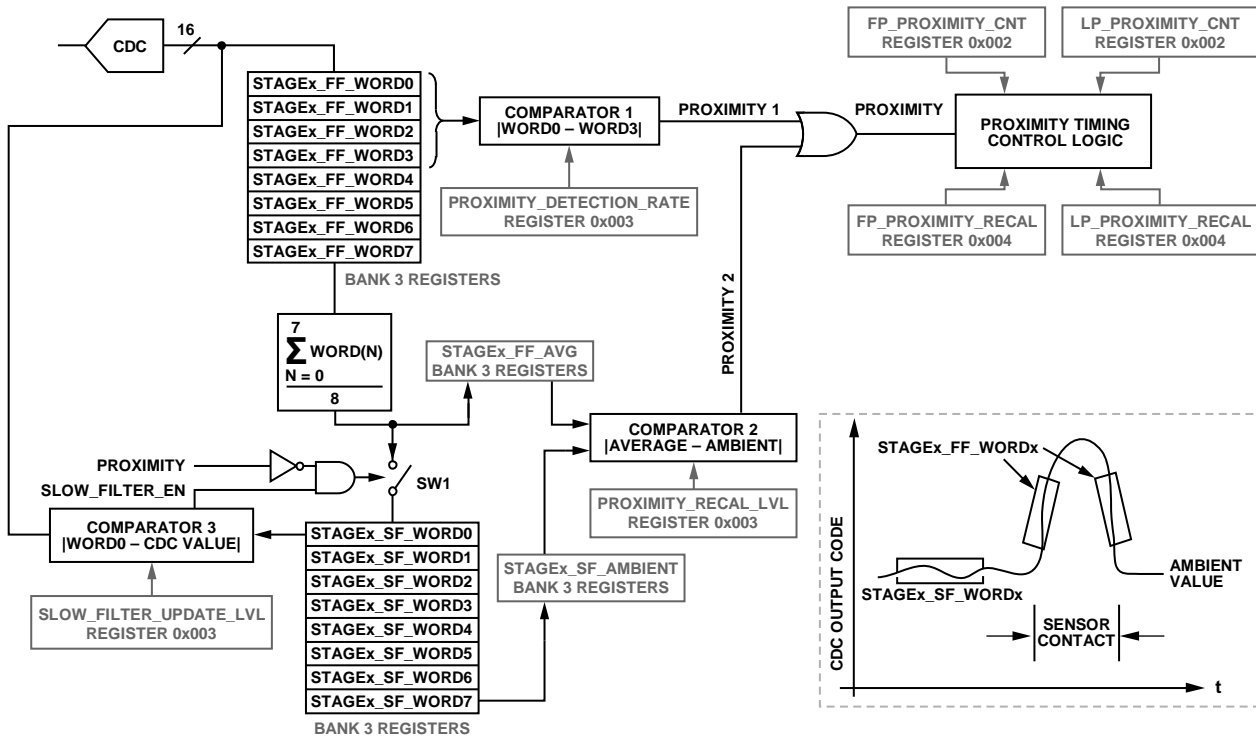 CDC
16
STAGEx_FF_WORD0
STAGEx_FF_WORD1
STAGEx_FF_WORD2
STAGEx_FF_WORD3
STAGEx_FF_WORD4
STAGEx_FF_WORD5
STAGEx_FF_WORD6
STAGEx_FF_WORD7
BANK 3 REGISTERS
COMPARATOR 1
|WORD0 – WORD3|
PROXIMITY_DETECTION_RATE
REGISTER 0x003
PROXIMITY 1
PROXIMITY
FP_PROXIMITY_CNT
REGISTER 0x002
LP_PROXIMITY_CNT
REGISTER 0x002
PROXIMITY TIMING
CONTROL LOGIC
FP_PROXIMITY_RECAL
REGISTER 0x004
LP_PROXIMITY_RECAL
REGISTER 0x004
PROXIMITY 2
7
Σ WORD(N)
N = 0
8
STAGEx_FF_AVG
BANK 3 REGISTERS
COMPARATOR 2
|AVERAGE – AMBIENT|
PROXIMITY_RECAL_LVL
REGISTER 0x003
PROXIMITY
SLOW_FILTER_EN
SW1
COMPARATOR 3
|WORD0 – CDC VALUE|
SLOW_FILTER_UPDATE_LVL
REGISTER 0x003
STAGEx_SF_WORD0
STAGEx_SF_WORD1
STAGEx_SF_WORD2
STAGEx_SF_WORD3
STAGEx_SF_WORD4
STAGEx_SF_WORD5
STAGEx_SF_WORD6
STAGEx_SF_WORD7
BANK 3 REGISTERS
STAGEx_SF_AMBIENT
BANK 3 REGISTERS
CDC OUTPUT CODE
STAGEx_FF_WORDx
STAGEx_SF_WORDx
AMBIENT
VALUE
SENSOR
CONTACT
t